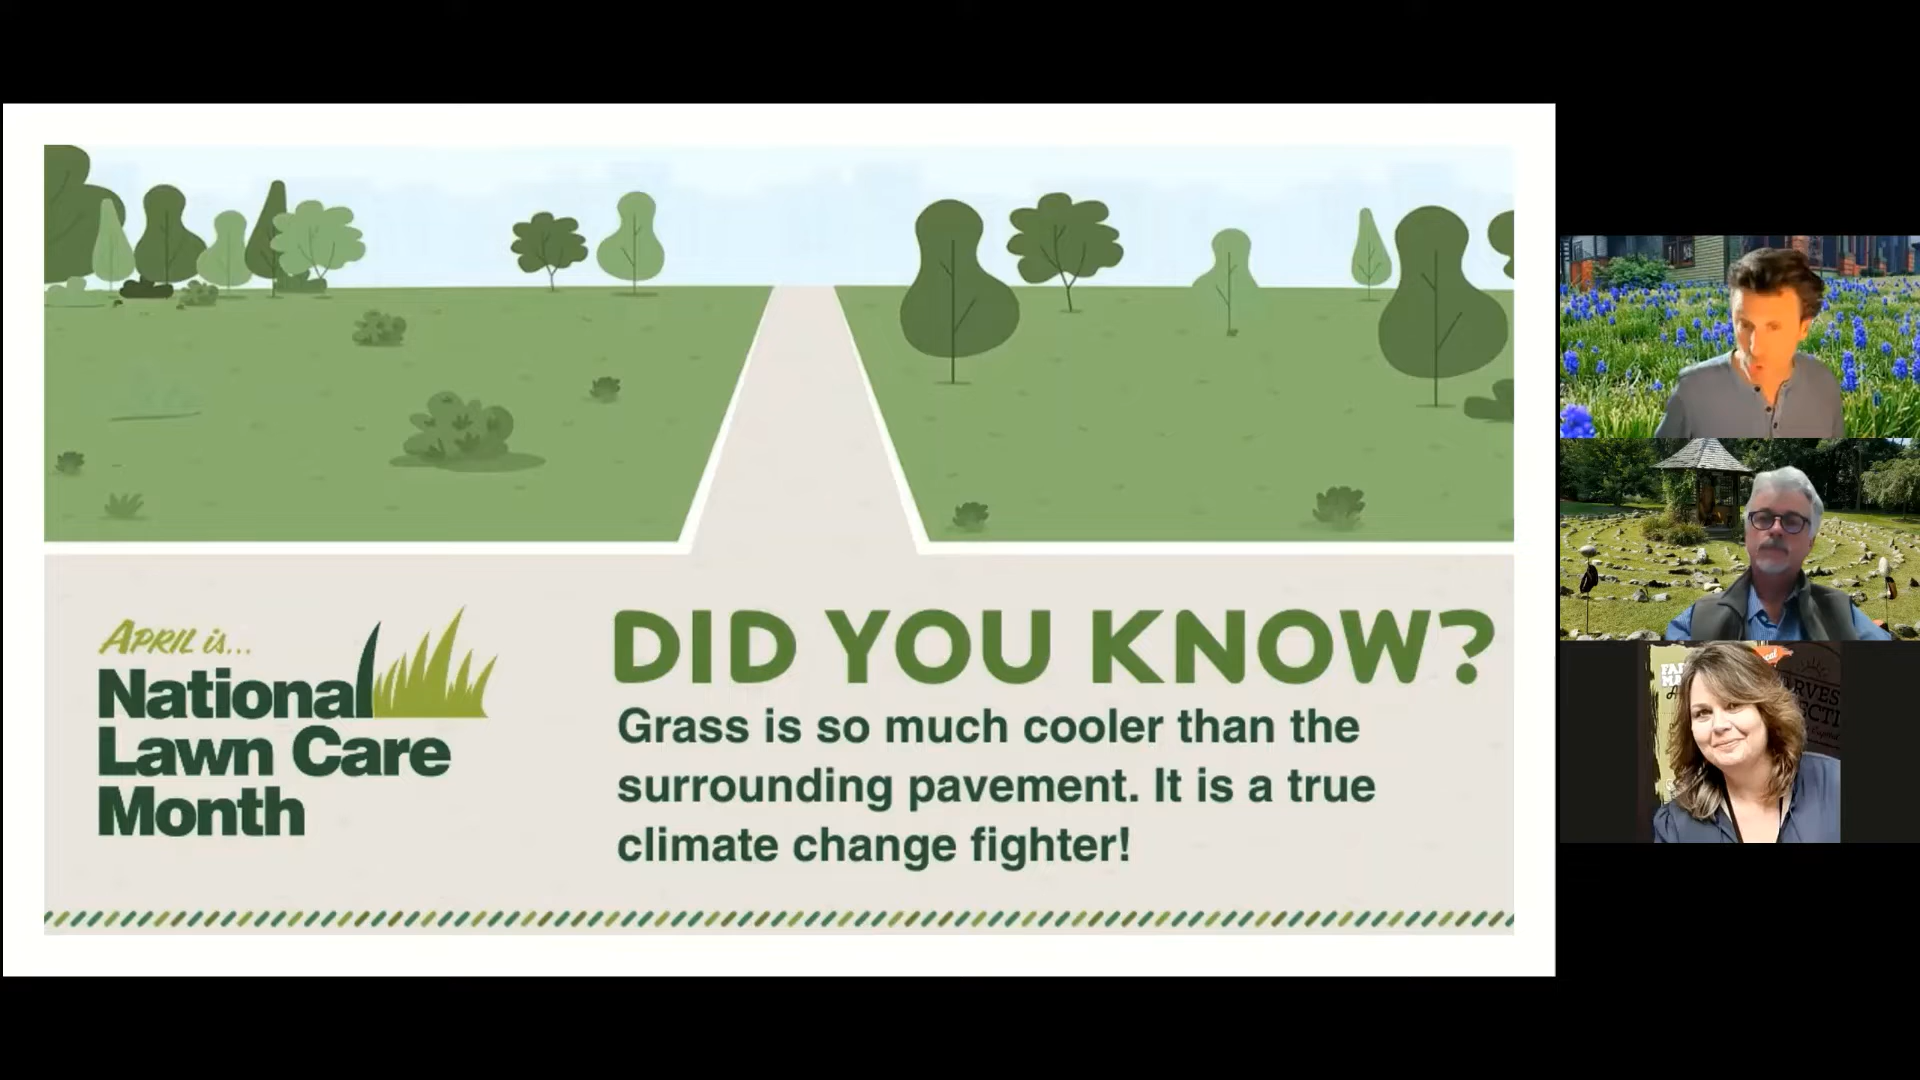 APRIL is...
National
Lawn Care
Month
DID YOU KNOW?
Grass is so much cooler than the
surrounding pavement. It is a true
climate change fighter!